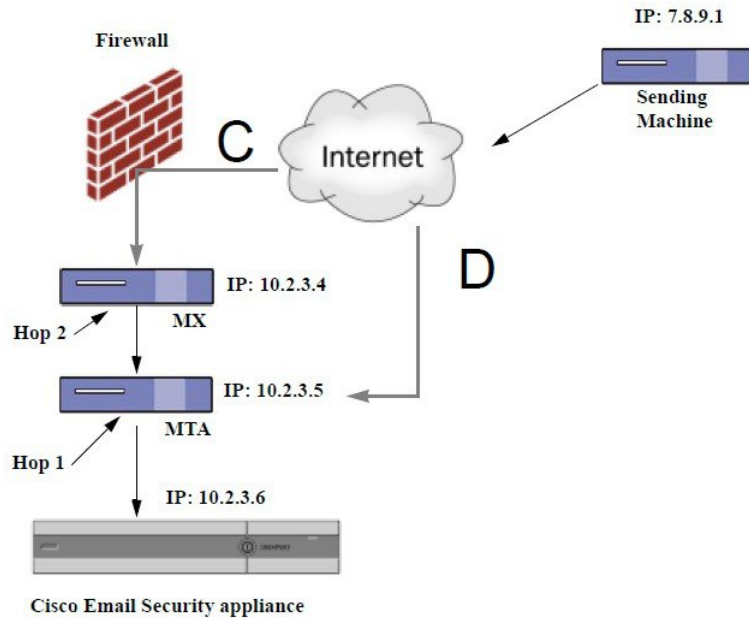 IP: 7.8.9.1
Firewall
Sending
Machine
C
Internet
D
IP: 10.2.3.4
MX
Hop 2
IP: 10.2.3.5
MTA
Hop 1
IP: 10.2.3.6
Cisco Email Security appliance